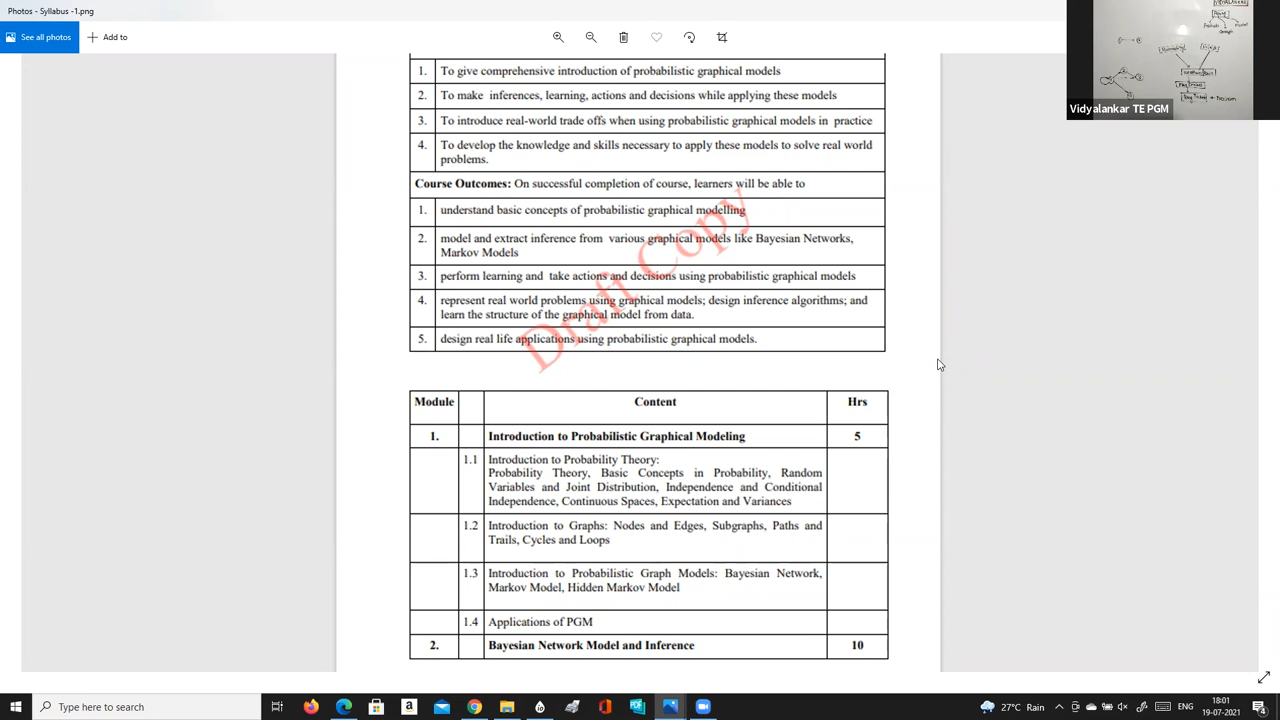 Photos - Syllabus -1.png
See all photos
Add to
1. To give comprehensive introduction of probabilistic graphical models
2. To make inferences, learning, actions and decisions while applying these models
3. To introduce real-world trade offs when using probabilistic graphical models in practice
4. To develop the knowledge and skills necessary to apply these models to solve real world
problems.
Course Outcomes: On successful completion of course, learners will be able to
1. understand basic concepts of probabilistic graphical modelling
2. model and extract inference from various graphical models like Bayesian Networks,
Markov Models
3. perform learning and take actions and decisions using probabilistic graphical models
4. represent real world problems using graphical models; design inference algorithms; and
learn the structure of the graphical model from data.
5. design real life applications using probabilistic graphical models.
Draft Copy
Module Content Hrs
1. Introduction to Probabilistic Graphical Modeling 5
1.1 Introduction to Probability Theory:
Probability Theory, Basic Concepts in Probability, Random
Variables and Joint Distribution, Independence and Conditional
Independence, Continuous Spaces, Expectation and Variances
1.2 Introduction to Graphs: Nodes and Edges, Subgraphs, Paths and
Trails, Cycles and Loops
1.3 Introduction to Probabilistic Graph Models: Bayesian Network,
Markov Model, Hidden Markov Model
1.4 Applications of PGM
2. Bayesian Network Model and Inference 10
Vidyalankar TE PGM
Type here to search
27°C Rain
ENG
18:01
19-07-2021